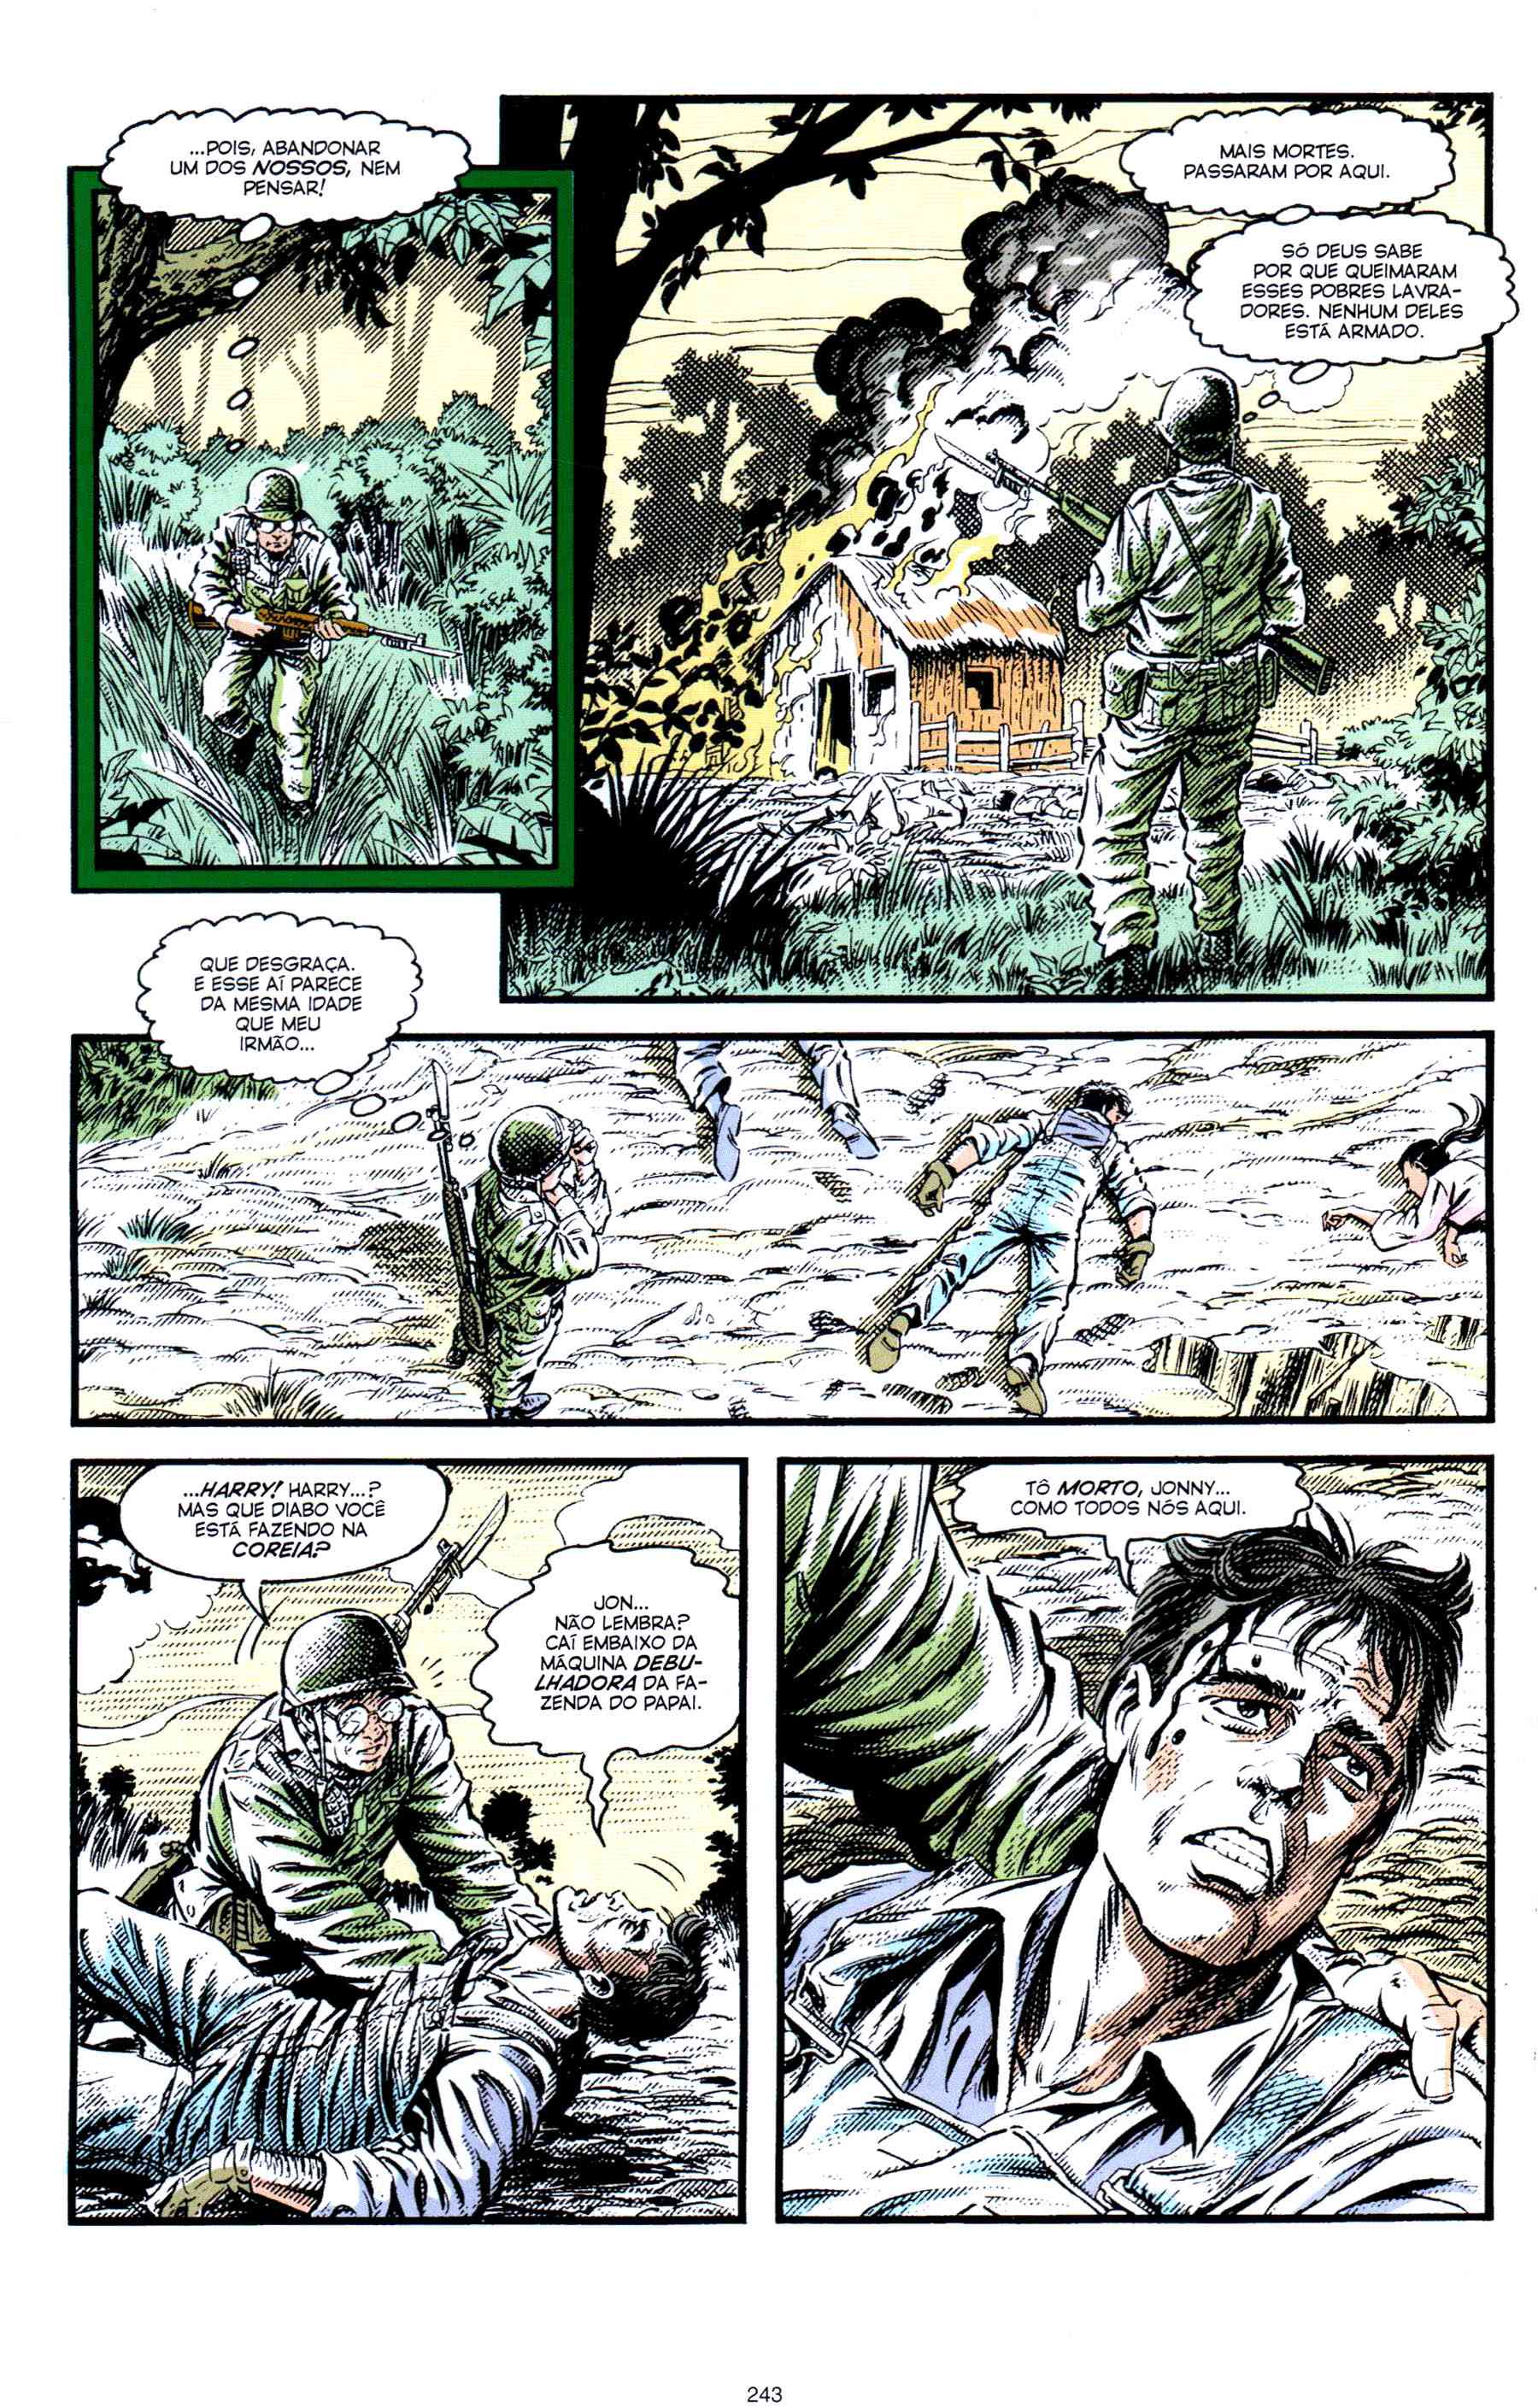 ...POIS, ABANDONAR
UM DOS NOSSOS, NEM
PENSAR!
MAIS MORTES.
PASSARAM POR AQUI.
SÓ DEUS SABE
POR QUE QUEIMARAM
ESSES POBRES LAVRA-
DORES. NENHUM DELES
ESTÁ ARMADO.
QUE DESGRAÇA.
E ESSE AÍ PARECE
DA MESMA IDADE
QUE MEU
IRMÃO...
...HARRY! HARRY...?
MAS QUE DIABO VOCÊ
ESTÁ FAZENDO NA
COREIA?
JON...
NÃO LEMBRA?
CAÍ EMBAIXO DA
MÁQUINA DEBU-
LHADORA DA FA-
ZENDA DO PAPAI.
TÔ MORTO, JONNY...
COMO TODOS NÓS AQUI.
243